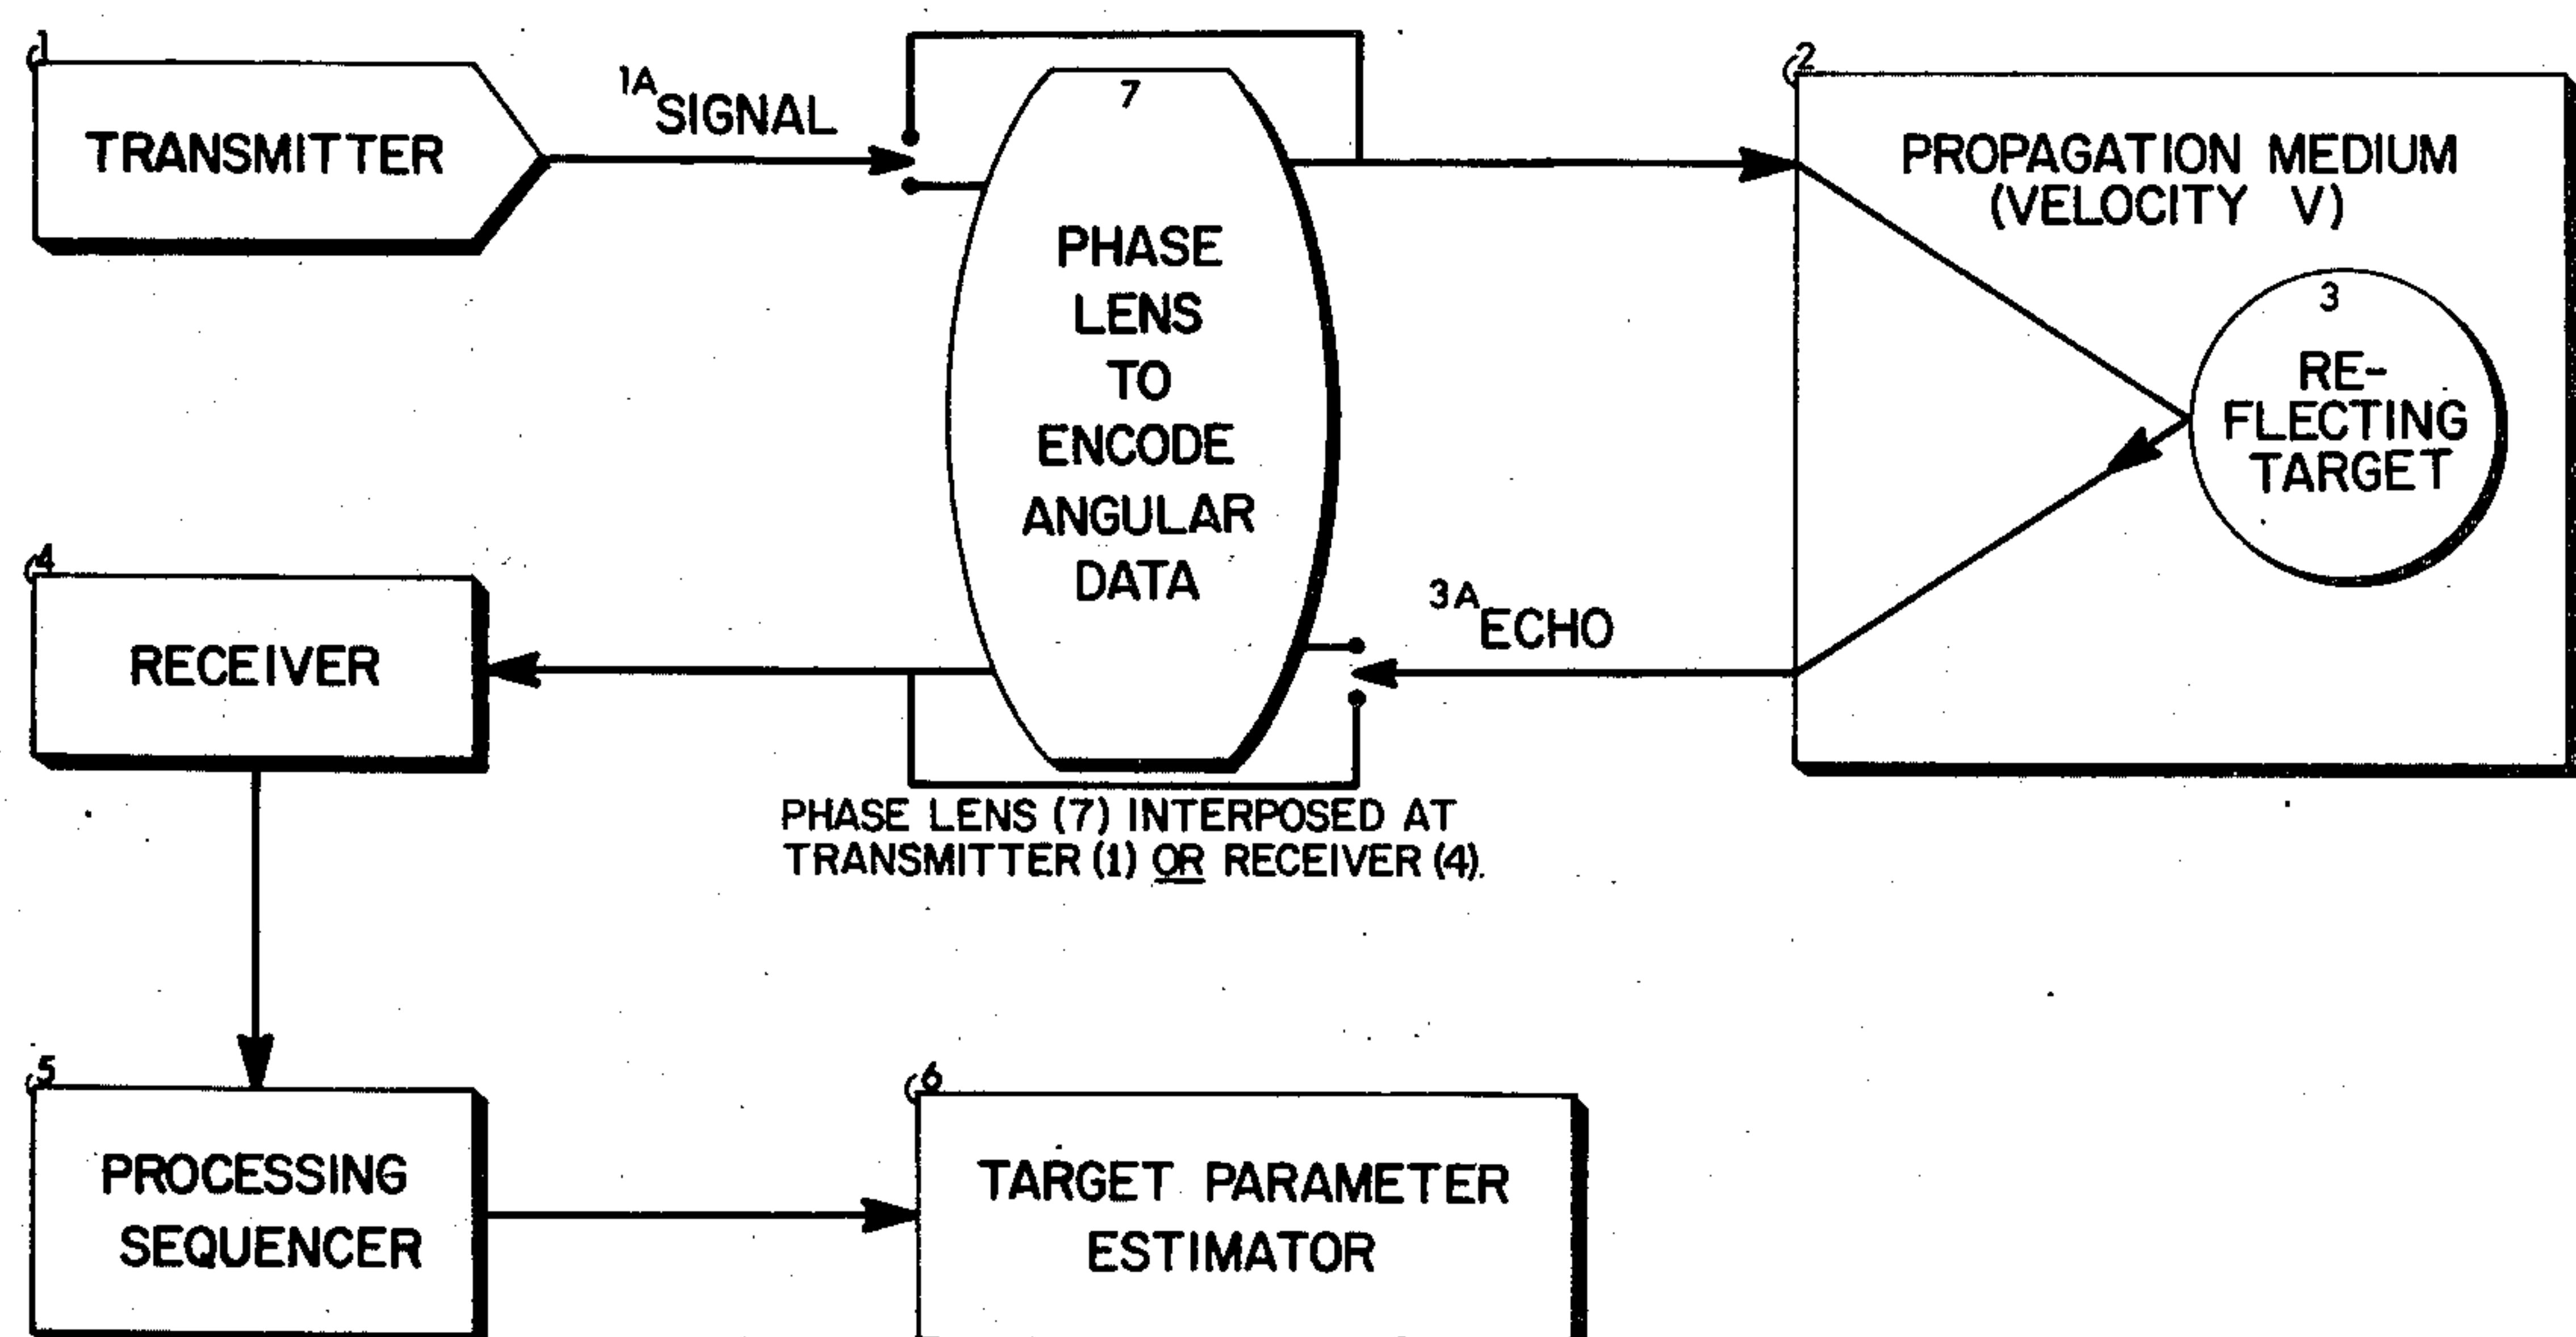 1
TRANSMITTER
1A SIGNAL
7
PHASE
LENS
TO
ENCODE
ANGULAR
DATA
2
PROPAGATION MEDIUM
(VELOCITY V)
3
RE-
FLECTING
TARGET
3A ECHO
4
RECEIVER
PHASE LENS (7) INTERPOSED AT
TRANSMITTER (1) OR RECEIVER (4).
5
PROCESSING
SEQUENCER
6
TARGET PARAMETER
ESTIMATOR